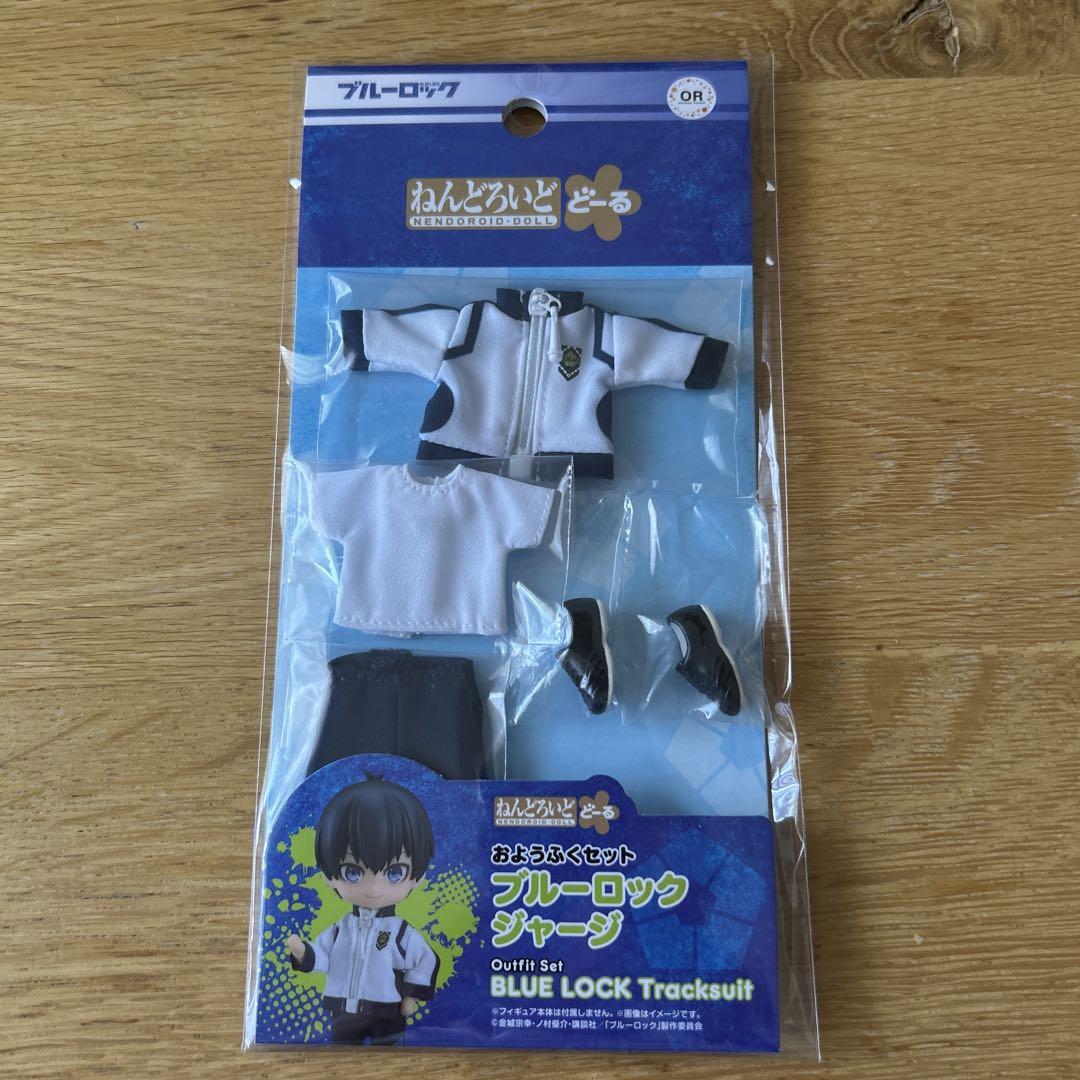 ブルーロック
OR
ねんどろいど どーる
NENDOROID・DOLL
ねんどろいど どーる
NENDOROID・DOLL
おようふくセット
ブルーロック
ジャージ
Outfit Set
BLUE LOCK Tracksuit
※フィギュア本体は付属しません。※画像はイメージです。
©金城宗幸・ノ村優介・講談社／「ブルーロック」製作委員会